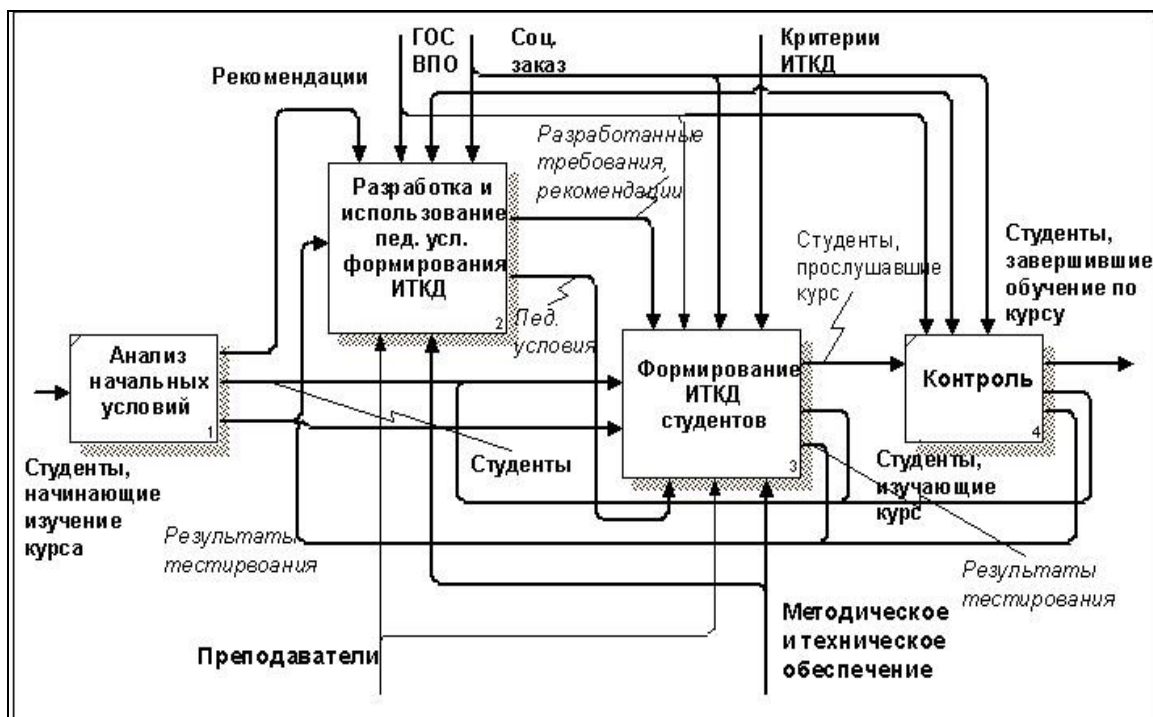 ГОС
ВПО
Соц.
заказ
Критерии
ИТКД
Рекомендации
Разработанные
требования,
рекомендации
Разработка и
использование
пед. усл.
формирования
ИТКД
2
Пед.
условия
Студенты,
прослушавшие
курс
Студенты,
завершившие
обучение по
курсу
Анализ
начальных
условий
1
Формирование
ИТКД
студентов
3
Контроль
4
Студенты,
начинающие
изучение
курса
Студенты
Студенты,
изучающие
курс
Результаты
тестирвоания
Результаты
тестирования
Преподаватели
Методическое
и техническое
обеспечение